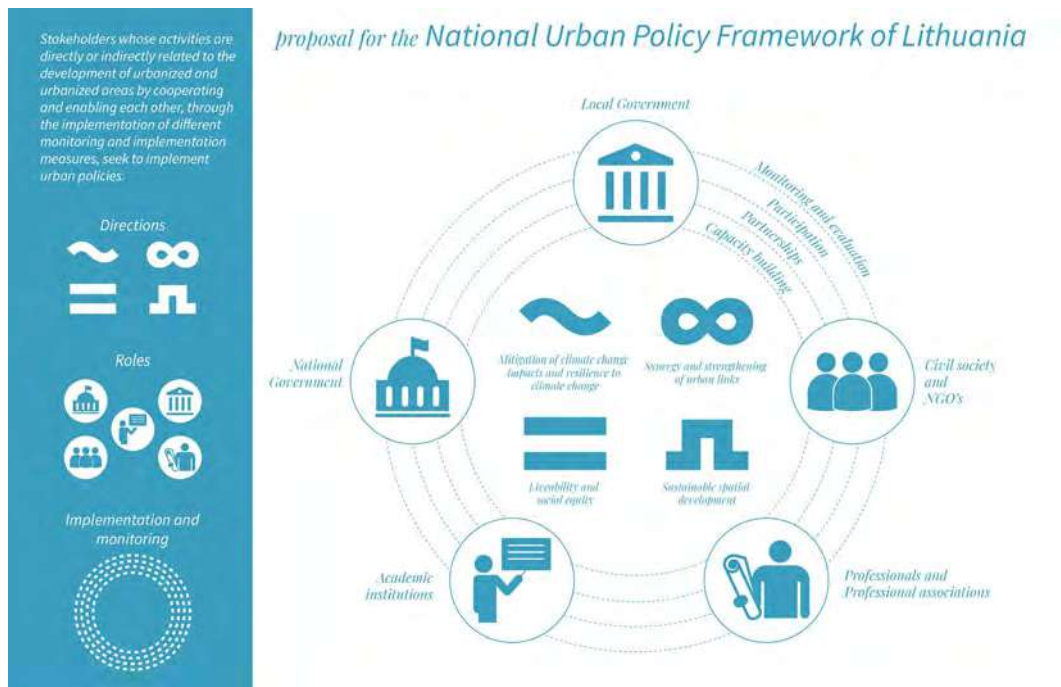 Stakeholders whose activities are
directly or indirectly related to the
development of urbanized and
urbanized areas by cooperating
and enabling each other, through
the implementation of different
monitoring and implementation
measures, seek to implement
urban policies.
Directions
Roles
Implementation and
monitoring
proposal for the National Urban Policy Framework of Lithuania
Local Government
Monitoring and evaluation
Participation
Partnerships
Capacity building
National
Government
Mitigation of climate change
impacts and resilience to
climate change
Synergy and strengthening
of urban links
Civil society
and
NGO's
Liveability and
social equity
Sustainable spatial
development
Academic
institutions
Professionals and
Professional associations